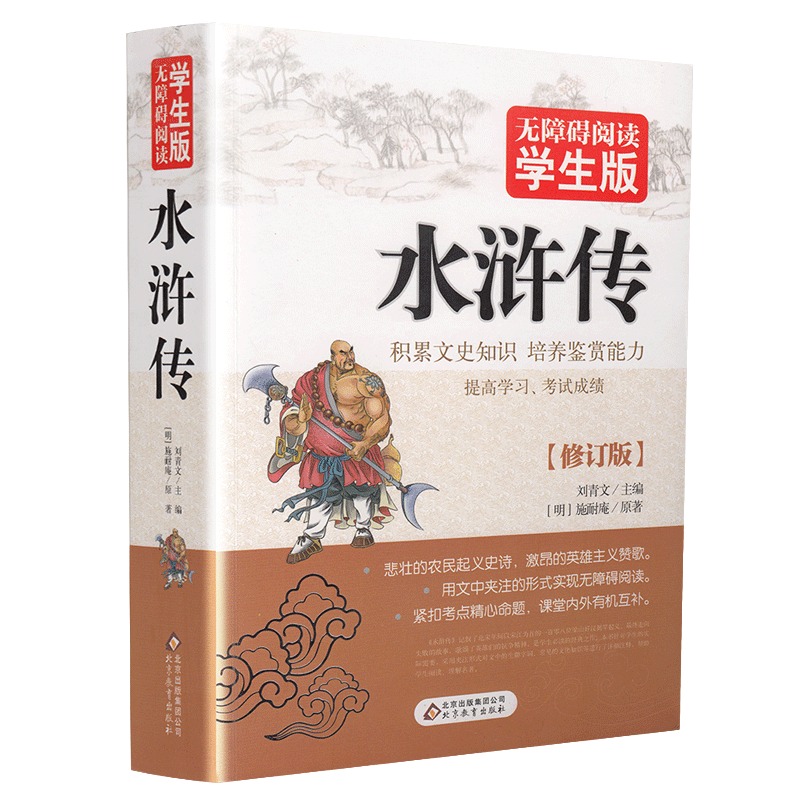 无障碍阅读
学生版
水浒传
[明]施耐庵/原著
刘青文/主编
北京出版集团公司
北京教育出版社
无障碍阅读
学生版
水浒传
积累文史知识 培养鉴赏能力
提高学习、考试成绩
【修订版】
刘青文/主编
[明]施耐庵/原著
• 悲壮的农民起义史诗，激昂的英雄主义赞歌。
• 用文中夹注的形式实现无障碍阅读。
• 紧扣考点精心命题，课堂内外有机互补。
北京出版集团公司
北京教育出版社